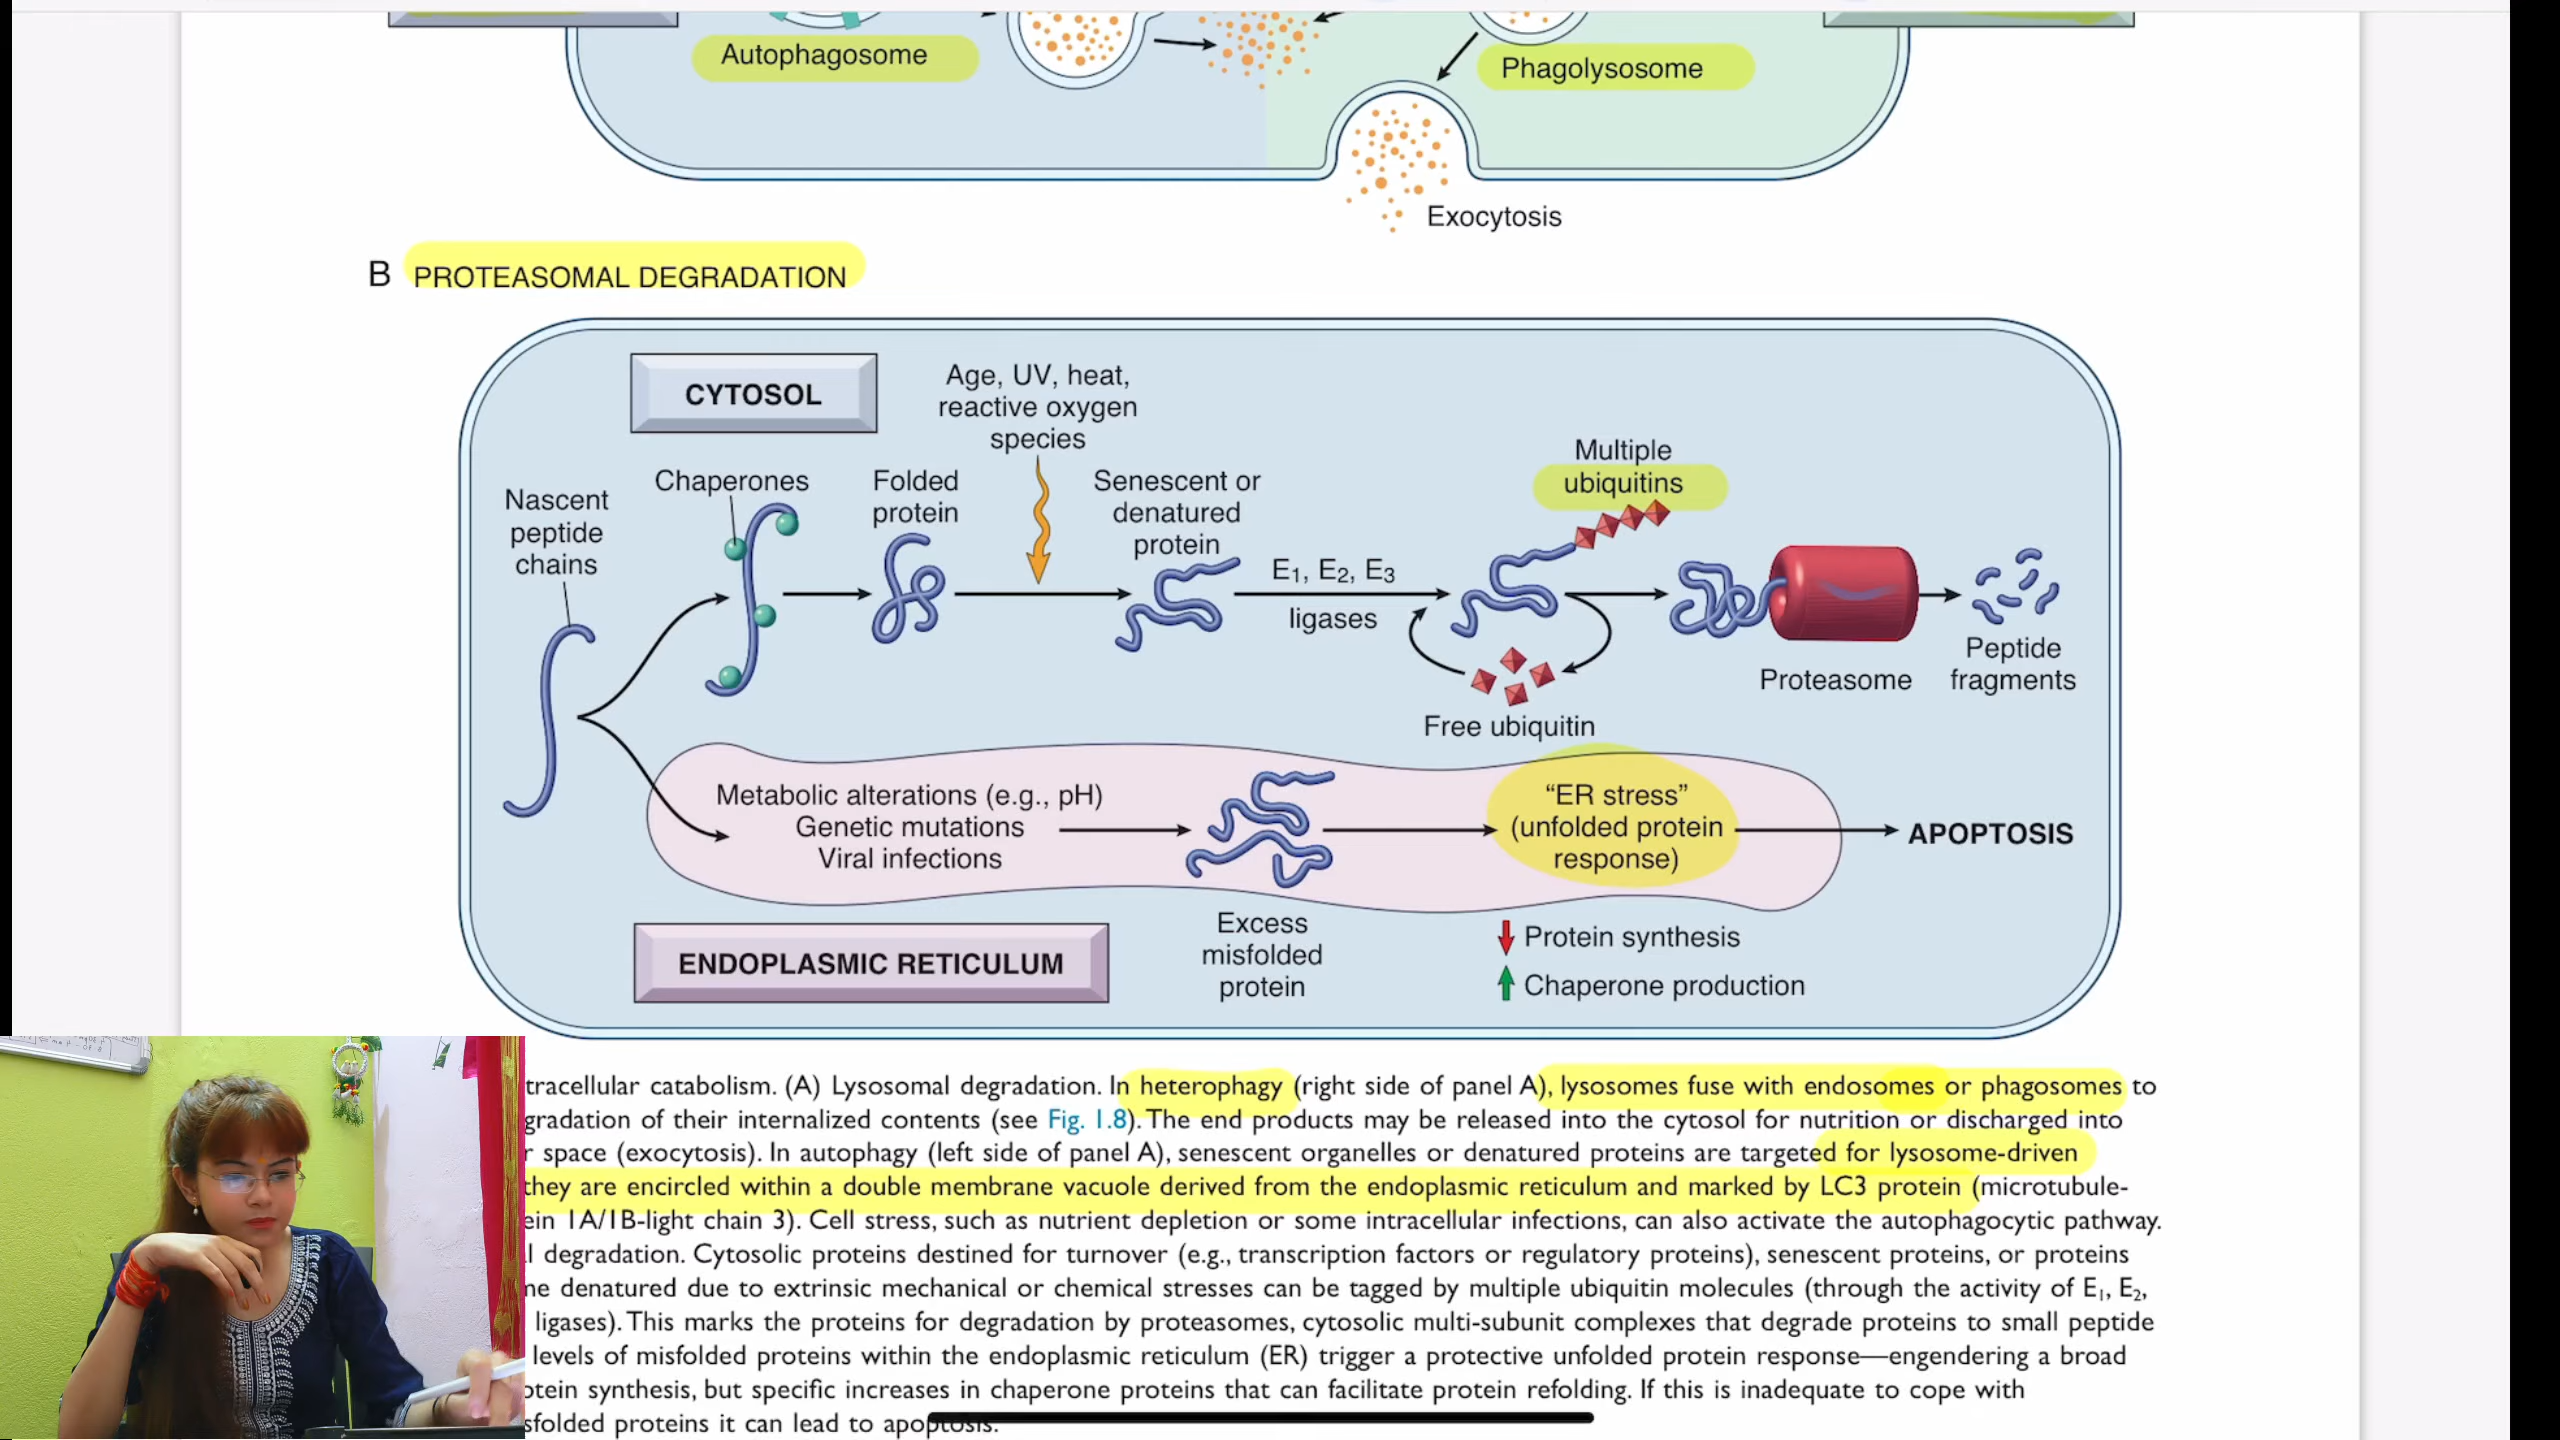 Autophagosome
Phagolysosome
Exocytosis
B PROTEASOMAL DEGRADATION
CYTOSOL
Age, UV, heat,
reactive oxygen
species
Nascent
peptide
chains
Chaperones
Folded
protein
Senescent or
denatured
protein
E1, E2, E3
ligases
Multiple
ubiquitins
Free ubiquitin
Proteasome
Peptide
fragments
Metabolic alterations (e.g., pH)
Genetic mutations
Viral infections
“ER stress”
(unfolded protein
response)
APOPTOSIS
ENDOPLASMIC RETICULUM
Excess
misfolded
protein
Protein synthesis
Chaperone production
tracellular catabolism. (A) Lysosomal degradation. In heterophagy (right side of panel A), lysosomes fuse with endosomes or phagosomes to
gradation of their internalized contents (see Fig. 1.8). The end products may be released into the cytosol for nutrition or discharged into
r space (exocytosis). In autophagy (left side of panel A), senescent organelles or denatured proteins are targeted for lysosome-driven
they are encircled within a double membrane vacuole derived from the endoplasmic reticulum and marked by LC3 protein (microtubule-
ein 1A/1B-light chain 3). Cell stress, such as nutrient depletion or some intracellular infections, can also activate the autophagocytic pathway.
l degradation. Cytosolic proteins destined for turnover (e.g., transcription factors or regulatory proteins), senescent proteins, or proteins
ne denatured due to extrinsic mechanical or chemical stresses can be tagged by multiple ubiquitin molecules (through the activity of E1, E2,
ligases). This marks the proteins for degradation by proteasomes, cytosolic multi-subunit complexes that degrade proteins to small peptide
levels of misfolded proteins within the endoplasmic reticulum (ER) trigger a protective unfolded protein response—engendering a broad
otein synthesis, but specific increases in chaperone proteins that can facilitate protein refolding. If this is inadequate to cope with
sfolded proteins it can lead to apoptosis.